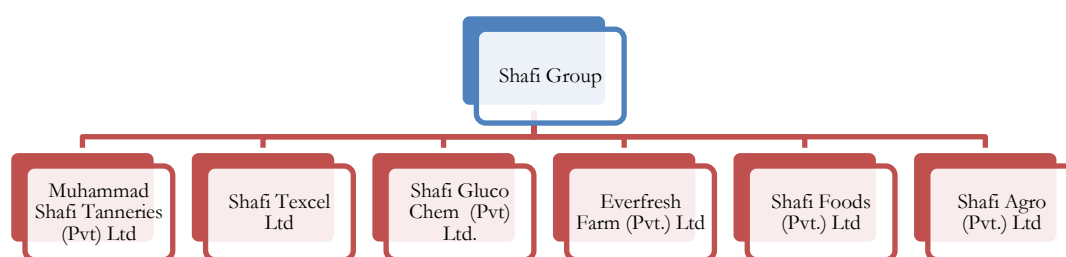 Shafi Group
Muhammad
Shafi Tanneries
(Pvt) Ltd
Shafi Texcel
Ltd
Shafi Gluco
Chem (Pvt)
Ltd.
Everfresh
Farm (Pvt.) Ltd
Shafi Foods
(Pvt.) Ltd
Shafi Agro
(Pvt.) Ltd